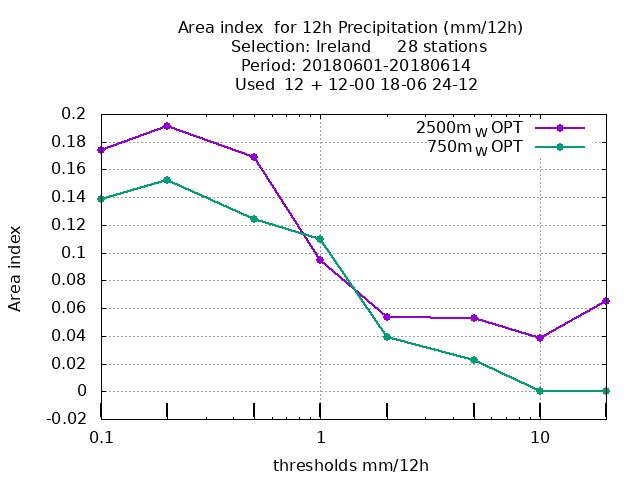 Area index  for 12h Precipitation (mm/12h)
Selection: Ireland     28 stations
Period: 20180601-20180614
Used  12 + 12-00 18-06 24-12
2500m W OPT
750m W OPT
0.2
0.18
0.16
0.14
0.12
0.1
0.08
0.06
0.04
0.02
0
-0.02
Area index
0.1
1
10
thresholds mm/12h